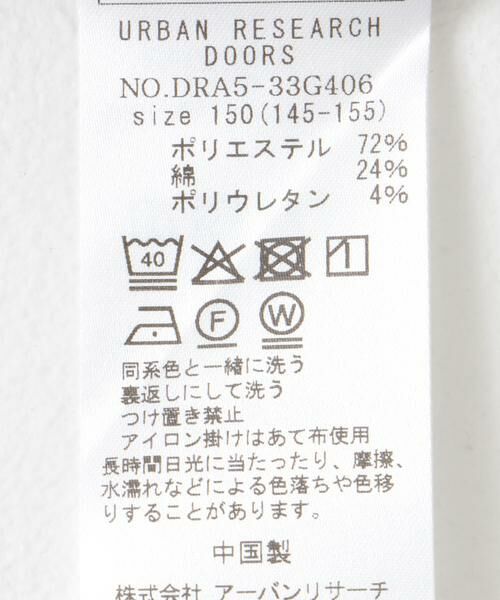 URBAN RESEARCH
DOORS
NO.DRA5-33G406
size 150(145-155)
ポリエステル 72%
綿 24%
ポリウレタン 4%
40
F W
同系色と一緒に洗う
裏返しにして洗う
つけ置き禁止
アイロン掛けはあて布使用
長時間日光に当たったり、摩擦、
水濡れなどによる色落ちや色移
りすることがあります。
中国製
株式会社 アーバンリサーチ